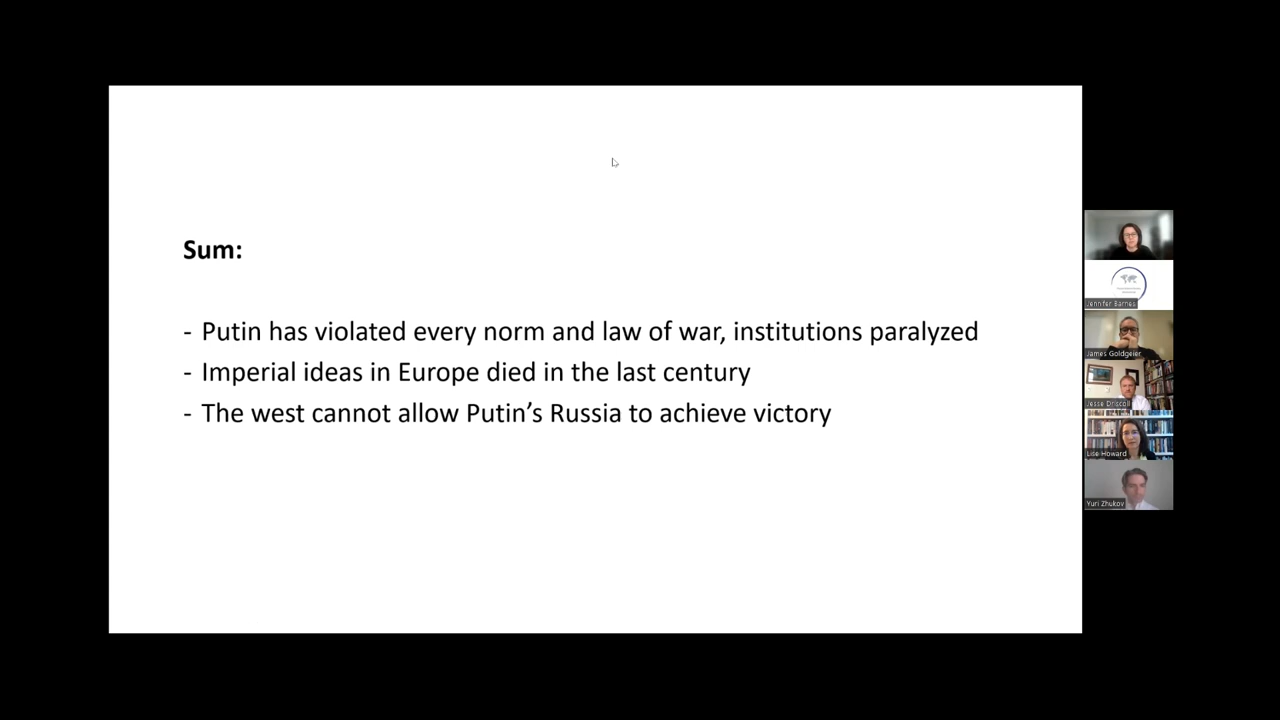 Sum:
- Putin has violated every norm and law of war, institutions paralyzed
- Imperial ideas in Europe died in the last century
- The west cannot allow Putin’s Russia to achieve victory
Jennifer Barnes
James Goldgeier
Jesse Driscoll
Lise Howard
Yuri Zhukov